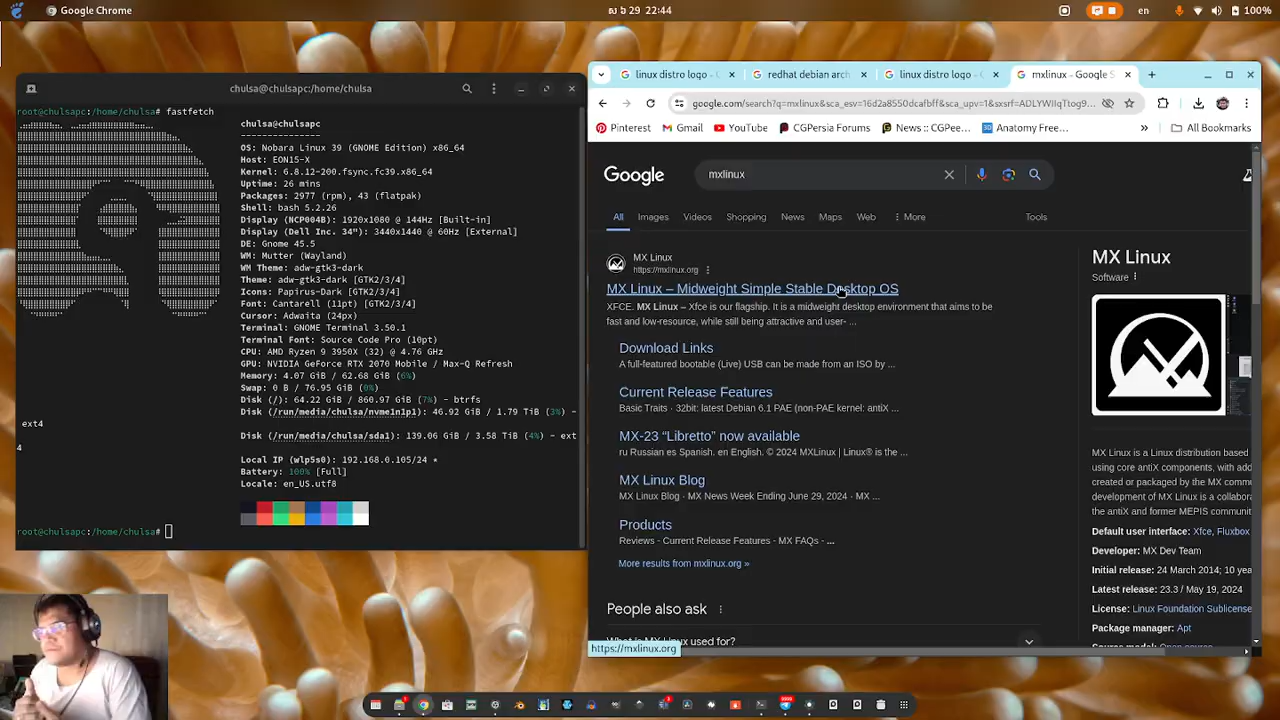 Google Chrome
ส 29 22:44
en
100%
chulsa@chulsapc:/home/chulsa
root@chulsapc:/home/chulsa# fastfetch
chulsa@chulsapc
---------------
OS: Nobara Linux 39 (GNOME Edition) x86_64
Host: EON15-X
Kernel: 6.8.12-200.fsync.fc39.x86_64
Uptime: 26 mins
Packages: 2977 (rpm), 43 (flatpak)
Shell: bash 5.2.26
Display (NCP004B): 1920x1080 @ 144Hz [Built-in]
Display (Dell Inc. 34"): 3440x1440 @ 60Hz [External]
DE: Gnome 45.5
WM: Mutter (Wayland)
WM Theme: adw-gtk3-dark
Theme: adw-gtk3-dark [GTK2/3/4]
Icons: Papirus-Dark [GTK2/3/4]
Font: Cantarell (11pt) [GTK2/3/4]
Cursor: Adwaita (24px)
Terminal: GNOME Terminal 3.50.1
Terminal Font: Source Code Pro (10pt)
CPU: AMD Ryzen 9 3950X (32) @ 4.76 GHz
GPU: NVIDIA GeForce RTX 2070 Mobile / Max-Q Refresh
Memory: 4.07 GiB / 62.68 GiB (6%)
Swap: 0 B / 76.95 GiB (0%)
Disk (/): 64.22 GiB / 860.97 GiB (7%) - btrfs
Disk (/run/media/chulsa/nvme1n1p1): 46.92 GiB / 1.79 TiB (3%) -
ext4
Disk (/run/media/chulsa/sda1): 139.06 GiB / 3.58 TiB (4%) - ext
4
Local IP (wlp5s0): 192.168.0.105/24 *
Battery: 100% [Full]
Locale: en_US.utf8
root@chulsapc:/home/chulsa#
linux distro logo - G
redhat debian arch
linux distro logo - G
mxlinux - Google S
google.com/search?q=mxlinux&sca_esv=16d2a8550dcafbff&sca_upv=1&sxsrf=ADLYWIIqTtog9...
Pinterest
Gmail
YouTube
CGPersia Forums
News :: CGPee...
Anatomy Free...
»
All Bookmarks
Google
mxlinux
All
Images
Videos
Shopping
News
Maps
Web
More
Tools
MX Linux
https://mxlinux.org
MX Linux – Midweight Simple Stable Desktop OS
XFCE. MX Linux – Xfce is our flagship. It is a midweight desktop environment that aims to be
fast and low-resource, while still being attractive and user- ...
Download Links
A full-featured bootable (Live) USB can be made from an ISO by ...
Current Release Features
Basic Traits · 32bit: latest Debian 6.1 PAE (non-PAE kernel: antiX ...
MX-23 “Libretto” now available
ru Russian es Spanish. en English. © 2024 MXLinux | Linux® is the ...
MX Linux Blog
MX Linux Blog · MX News Week Ending June 29, 2024 · MX ...
Products
Reviews - Current Release Features - MX FAQs - ...
More results from mxlinux.org »
People also ask
What is MX Linux used for?
https://mxlinux.org
MX Linux
Software
MX Linux is a Linux distribution based
using core antiX components, with add
created or packaged by the MX commu
development of MX Linux is a collabora
the antiX and former MEPIS communit
Default user interface: Xfce, Fluxbox
Developer: MX Dev Team
Initial release: 24 March 2014; 10 yea
Latest release: 23.3 / May 19, 2024
License: Linux Foundation Sublicense
Package manager: Apt